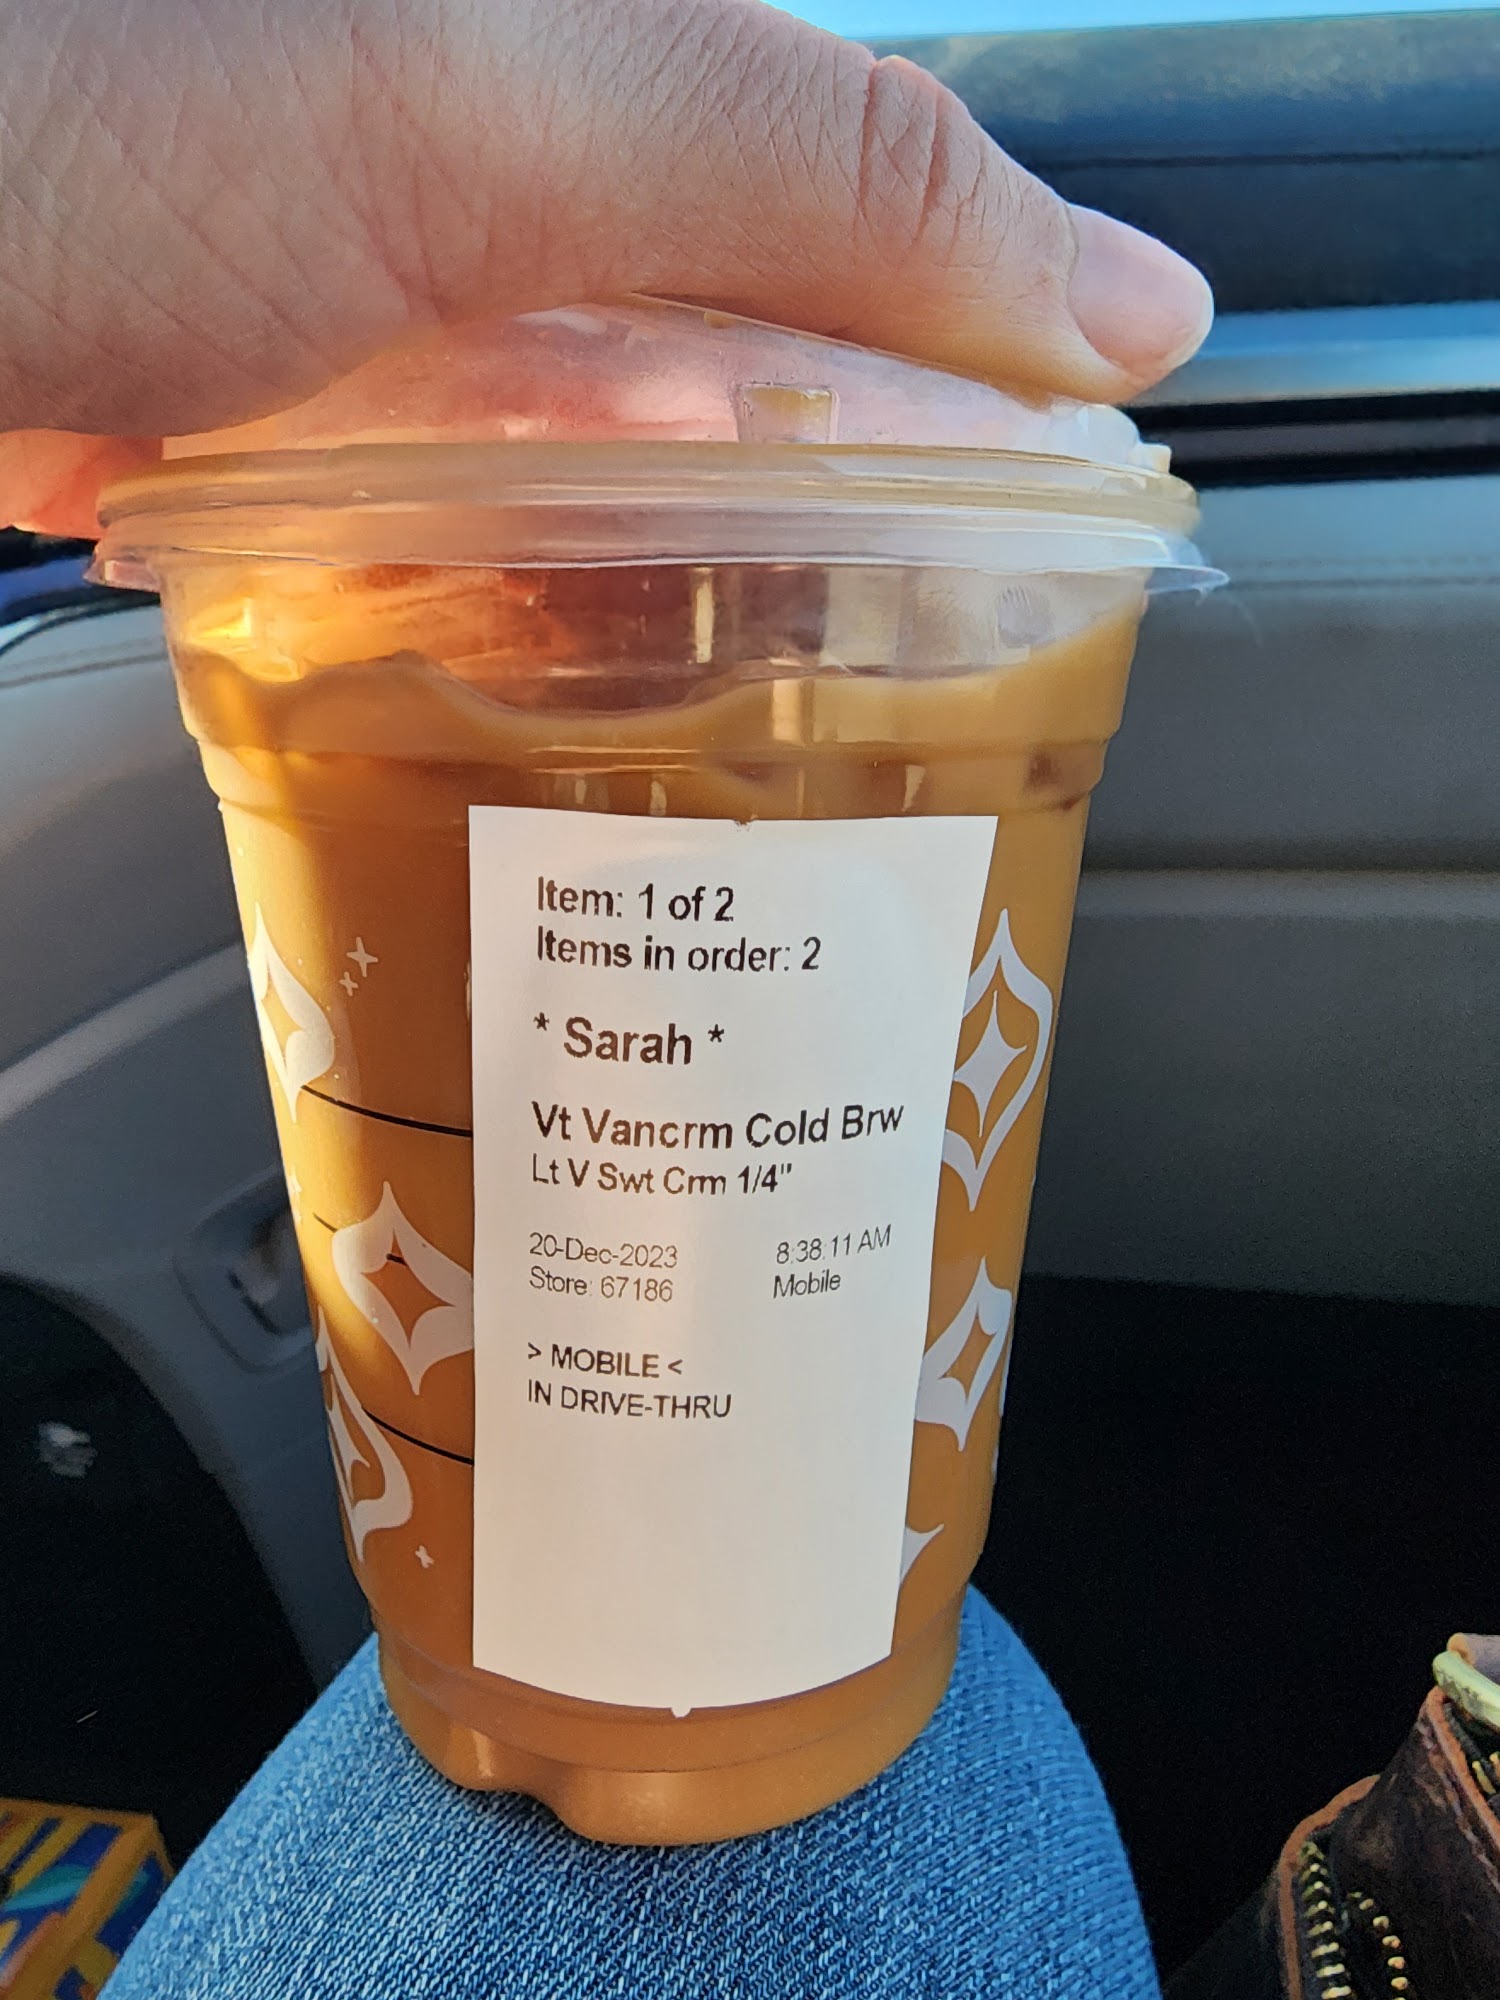 Item: 1 of 2
Items in order: 2
* Sarah *
Vt Vancrm Cold Brw
Lt V Swt Crm 1/4"
20-Dec-2023 8:38:11 AM
Store: 67186 Mobile
> MOBILE <
IN DRIVE-THRU